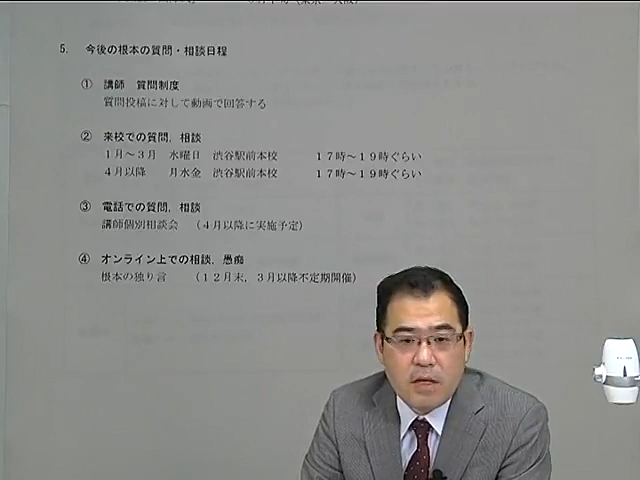 5. 今後の根本の質問・相談日程
① 講師 質問制度
質問投稿に対して動画で回答する
② 来校での質問，相談
1月～3月 水曜日 渋谷駅前本校 17時～19時ぐらい
4月以降 月水金 渋谷駅前本校 17時～19時ぐらい
③ 電話での質問，相談
講師個別相談会 （4月以降に実施予定）
④ オンライン上での相談，愚痴
根本の独り言 （12月末，3月以降不定期開催）